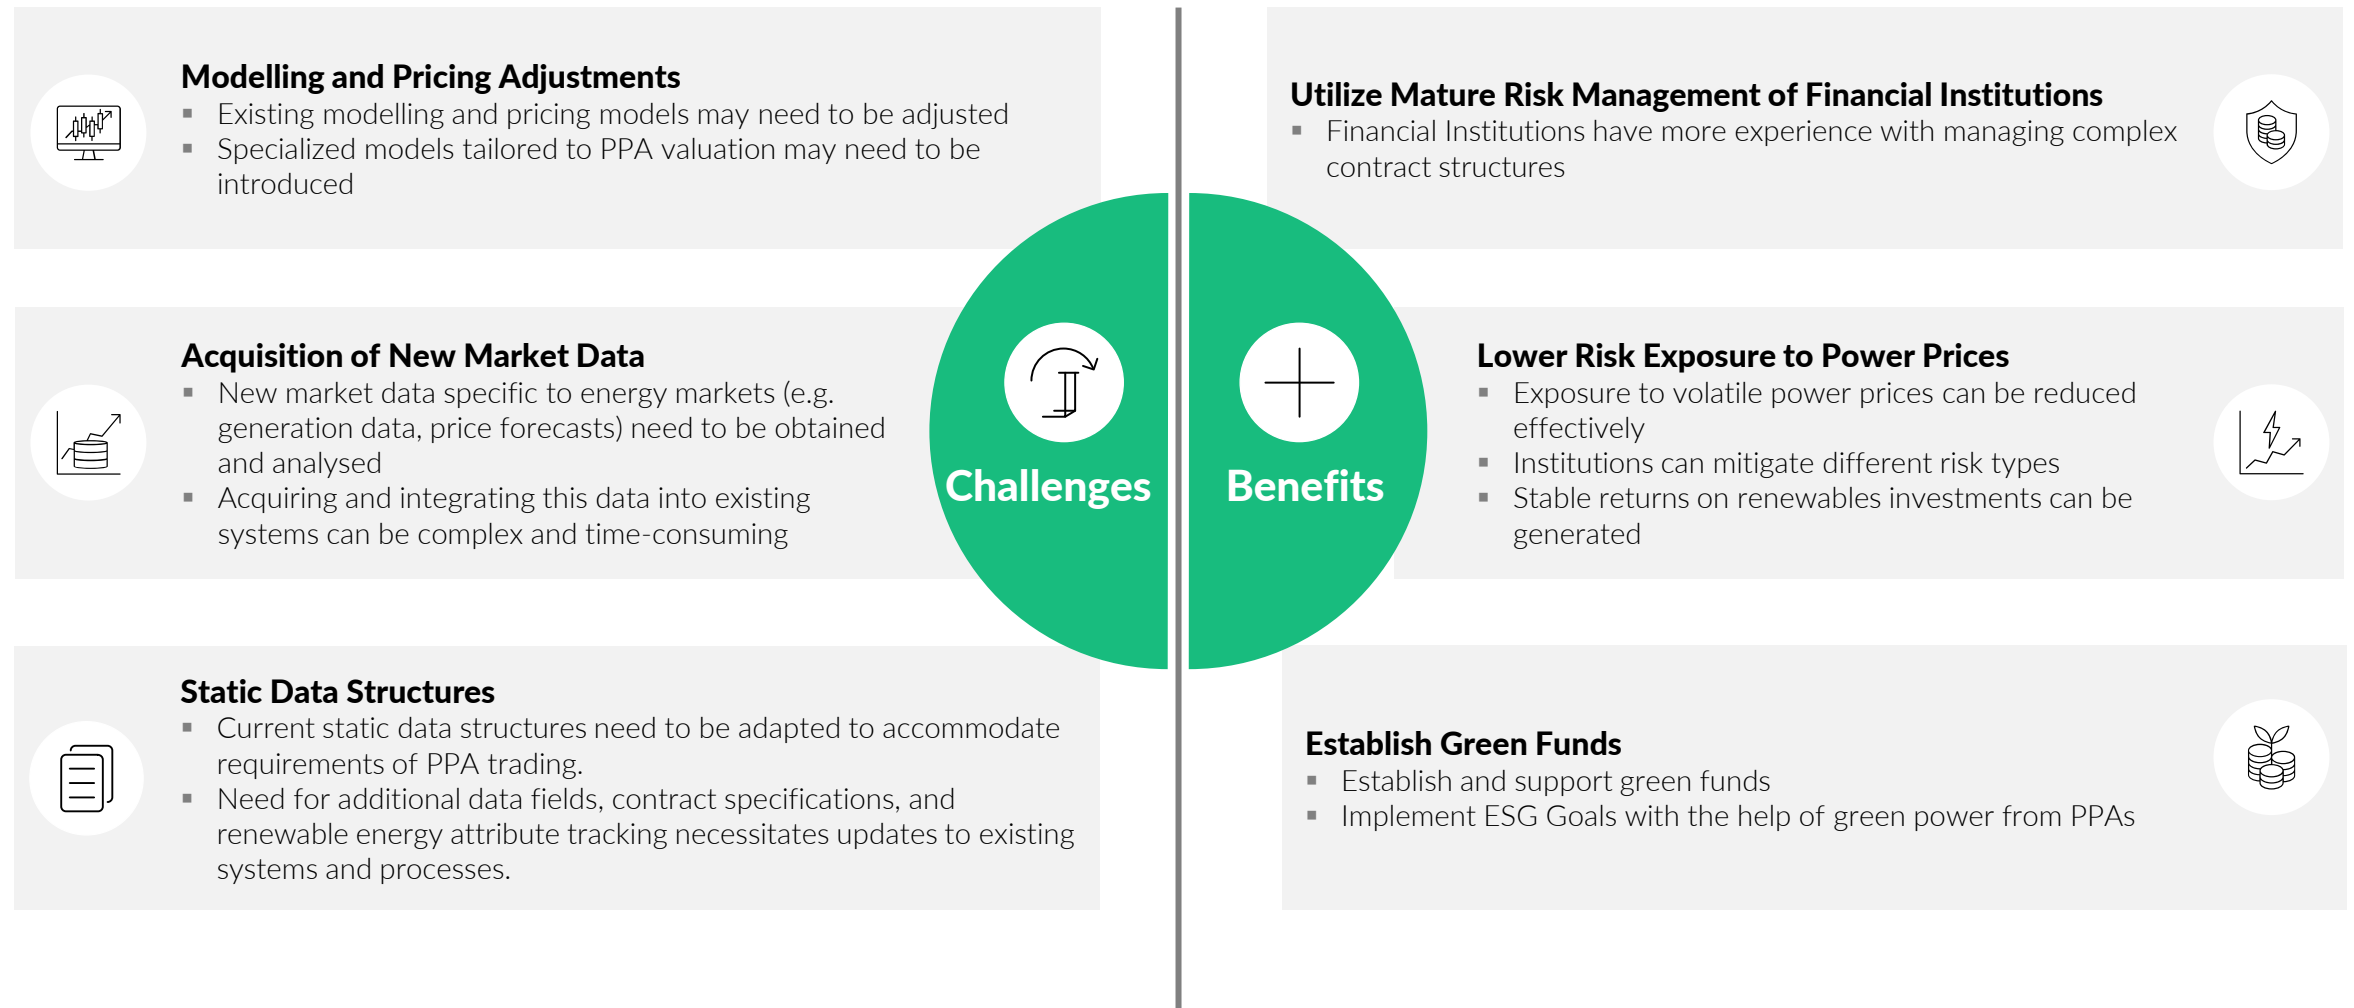 Modelling and Pricing Adjustments
▪ Existing modelling and pricing models may need to be adjusted
▪ Specialized models tailored to PPA valuation may need to be
introduced
Acquisition of New Market Data
▪ New market data specific to energy markets (e.g.
generation data, price forecasts) need to be obtained
and analysed
▪ Acquiring and integrating this data into existing
systems can be complex and time-consuming
Static Data Structures
▪ Current static data structures need to be adapted to accommodate
requirements of PPA trading.
▪ Need for additional data fields, contract specifications, and
renewable energy attribute tracking necessitates updates to existing
systems and processes.
Challenges
Benefits
Utilize Mature Risk Management of Financial Institutions
▪ Financial Institutions have more experience with managing complex
contract structures
Lower Risk Exposure to Power Prices
▪ Exposure to volatile power prices can be reduced
effectively
▪ Institutions can mitigate different risk types
▪ Stable returns on renewables investments can be
generated
Establish Green Funds
▪ Establish and support green funds
▪ Implement ESG Goals with the help of green power from PPAs